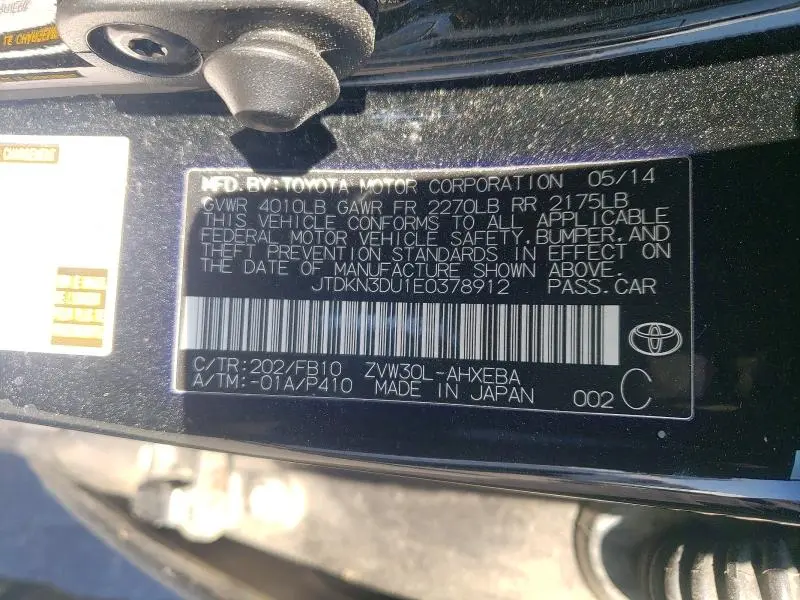 MFD. BY: TOYOTA MOTOR CORPORATION 05/14
GVWR 4010LB GAWR FR 2270LB RR 2175LB
THIS VEHICLE CONFORMS TO ALL APPLICABLE
FEDERAL MOTOR VEHICLE SAFETY, BUMPER, AND
THEFT PREVENTION STANDARDS IN EFFECT ON
THE DATE OF MANUFACTURE SHOWN ABOVE.
JTDKN3DU1E0378912 PASS.CAR
C/TR:202/FB10 ZVW30L-AHXEBA
A/TM:-01A/P410 MADE IN JAPAN 002 C